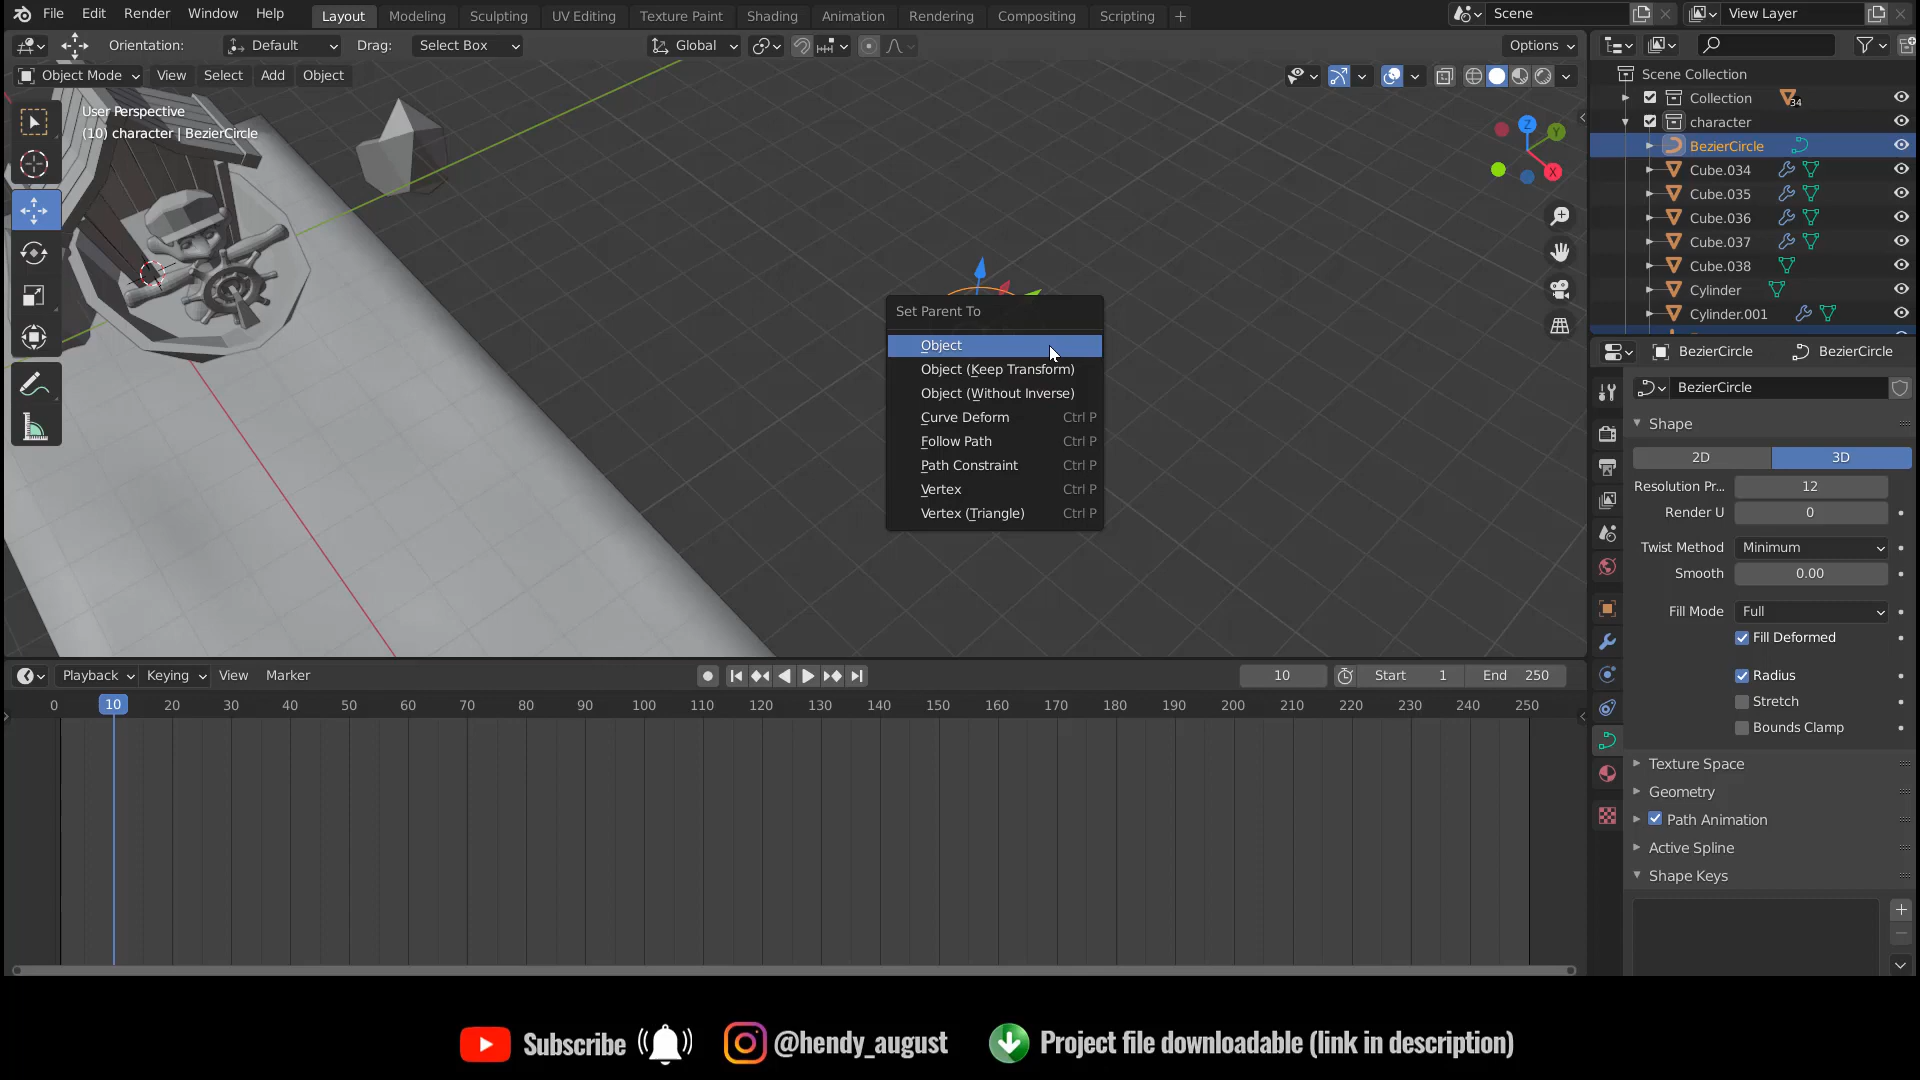 File Edit Render Window Help Layout Modeling Sculpting UV Editing Texture Paint Shading Animation Rendering Compositing Scripting Scene View Layer
Orientation: Default Drag: Select Box Global Options
Object Mode View Select Add Object
User Perspective
(10) character | BezierCircle
Z
Y
X
Set Parent To
Object
Object (Keep Transform)
Object (Without Inverse)
Curve Deform Ctrl P
Follow Path Ctrl P
Path Constraint Ctrl P
Vertex Ctrl P
Vertex (Triangle) Ctrl P
Scene Collection
Collection 34
character
BezierCircle
Cube.034
Cube.035
Cube.036
Cube.037
Cube.038
Cylinder
Cylinder.001
BezierCircle BezierCircle
BezierCircle
Shape
2D 3D
Resolution Pr... 12
Render U 0
Twist Method Minimum
Smooth 0.00
Fill Mode Full
Fill Deformed
Radius
Stretch
Bounds Clamp
Texture Space
Geometry
Path Animation
Active Spline
Shape Keys
Playback Keying View Marker 10 Start 1 End 250
0 10 20 30 40 50 60 70 80 90 100 110 120 130 140 150 160 170 180 190 200 210 220 230 240 250
Subscribe @hendy_august Project file downloadable (link in description)